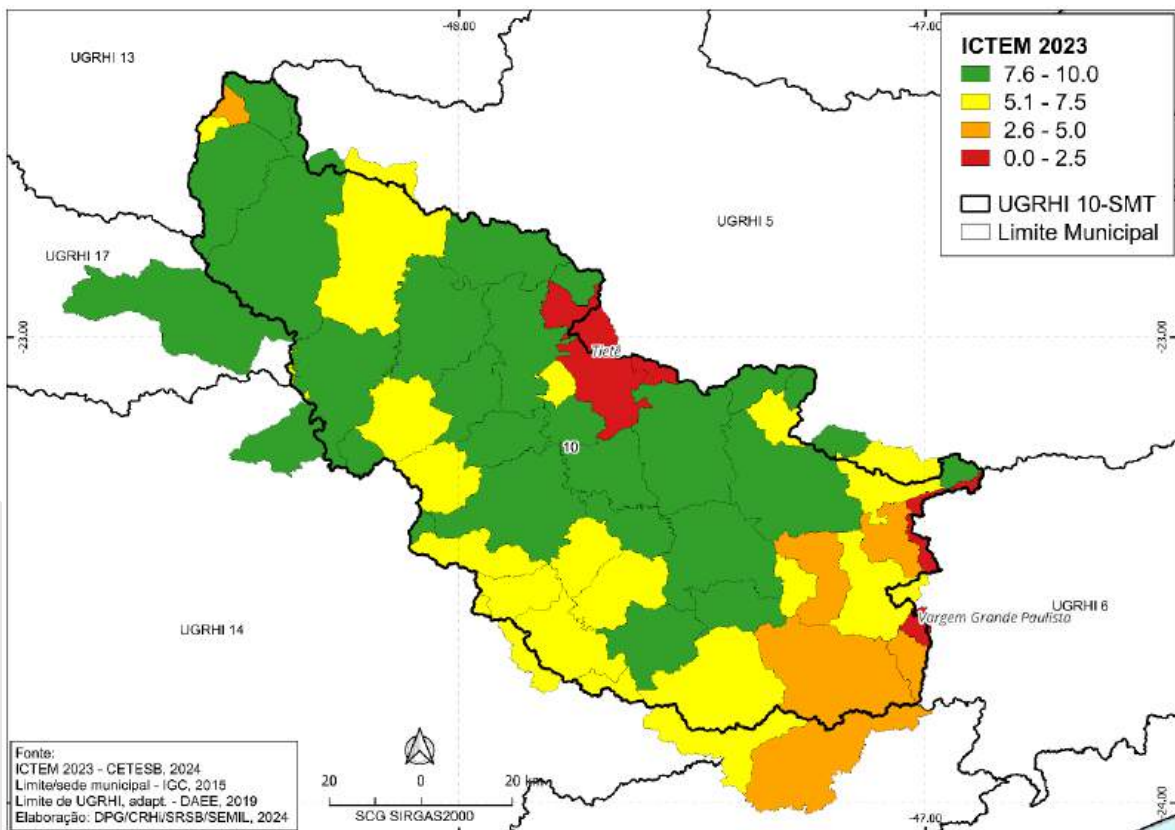 -48.00
-47.00
UGRHI 13
ICTEM 2023
7.6 - 10.0
5.1 - 7.5
2.6 - 5.0
0.0 - 2.5
UGRHI 10-SMT
Limite Municipal
UGRHI 5
UGRHI 17
-23.00
-23.00
Tietê
10
UGRHI 6
Vargem Grande Paulista
UGRHI 14
Fonte:
ICTEM 2023 - CETESB, 2024
Limite/sede municipal - IGC, 2015
Limite de UGRHI, adapt. - DAEE, 2019
Elaboração: DPG/CRHi/SRSB/SEMIL, 2024
20 0 20 km
SCG SIRGAS2000
-47.00
-24.00